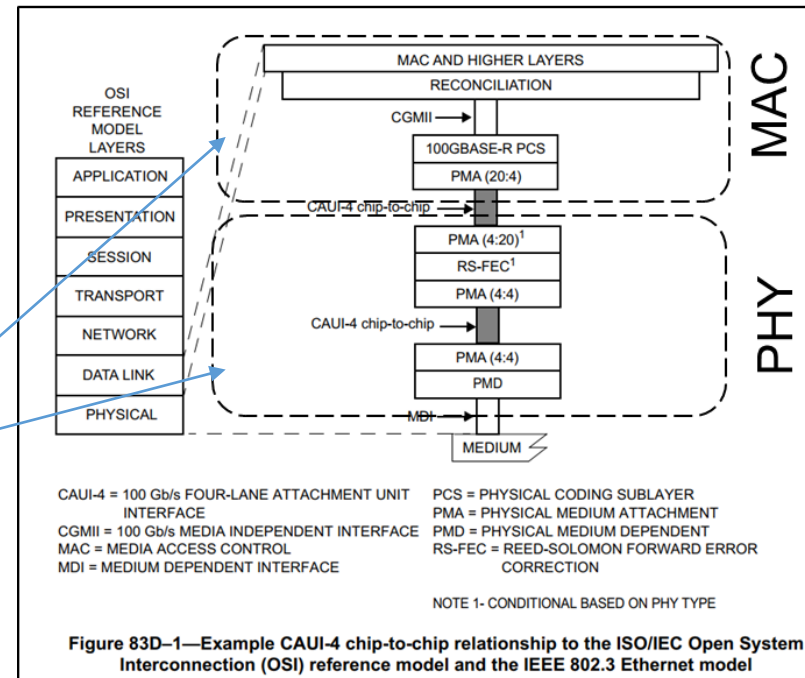 OSI
REFERENCE
MODEL
LAYERS
APPLICATION
PRESENTATION
SESSION
TRANSPORT
NETWORK
DATA LINK
PHYSICAL
MAC AND HIGHER LAYERS
RECONCILIATION
CGMII
100GBASE-R PCS
PMA (20:4)
CAUI-4 chip-to-chip
PMA (4:20)1
RS-FEC1
PMA (4:4)
CAUI-4 chip-to-chip
PMA (4:4)
PMD
MDI
MEDIUM
MAC
PHY
CAUI-4 = 100 Gb/s FOUR-LANE ATTACHMENT UNIT
INTERFACE
CGMII = 100 Gb/s MEDIA INDEPENDENT INTERFACE
MAC = MEDIA ACCESS CONTROL
MDI = MEDIUM DEPENDENT INTERFACE
PCS = PHYSICAL CODING SUBLAYER
PMA = PHYSICAL MEDIUM ATTACHMENT
PMD = PHYSICAL MEDIUM DEPENDENT
RS-FEC = REED-SOLOMON FORWARD ERROR
CORRECTION
NOTE 1- CONDITIONAL BASED ON PHY TYPE
Figure 83D–1—Example CAUI-4 chip-to-chip relationship to the ISO/IEC Open System
Interconnection (OSI) reference model and the IEEE 802.3 Ethernet model